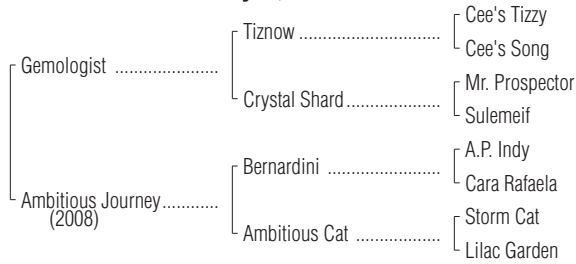 Cee's Tizzy
Tiznow ........................
Cee's Song
Gemologist ..................
Mr. Prospector
Crystal Shard................
Sulemeif
A.P. Indy
Bernardini ...................
Cara Rafaela
Ambitious Journey..........
(2008)
Storm Cat
Ambitious Cat ..............
Lilac Garden